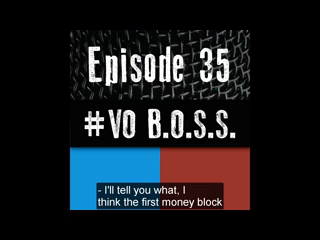 Episode 35
#VO B.O.S.S.
- I'll tell you what, I
think the first money block